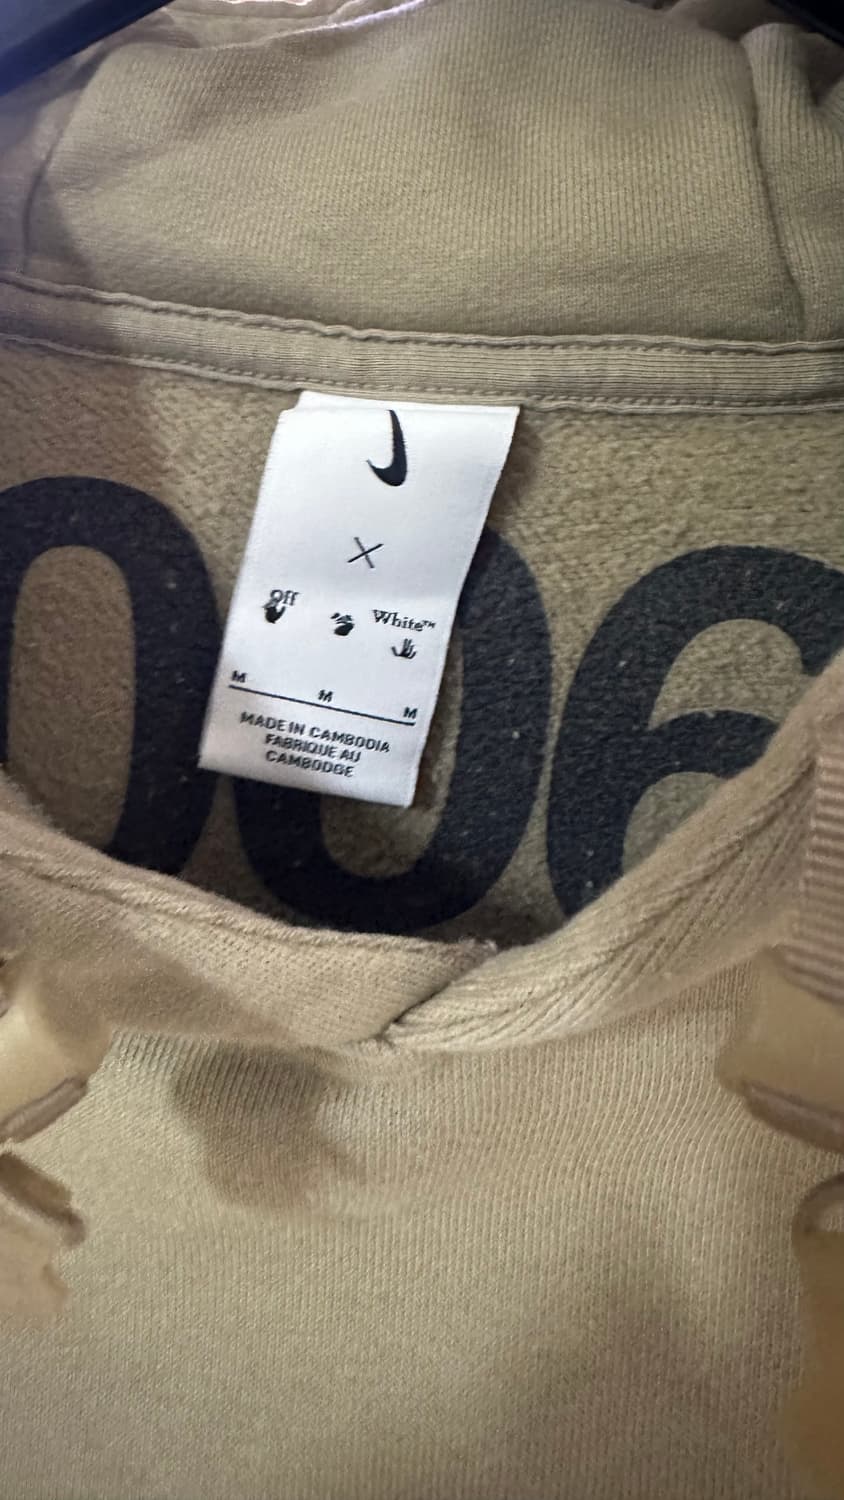 X
Off
White™
M M M
MADE IN CAMBODIA
FABRIQUE AU
CAMBODGE
006